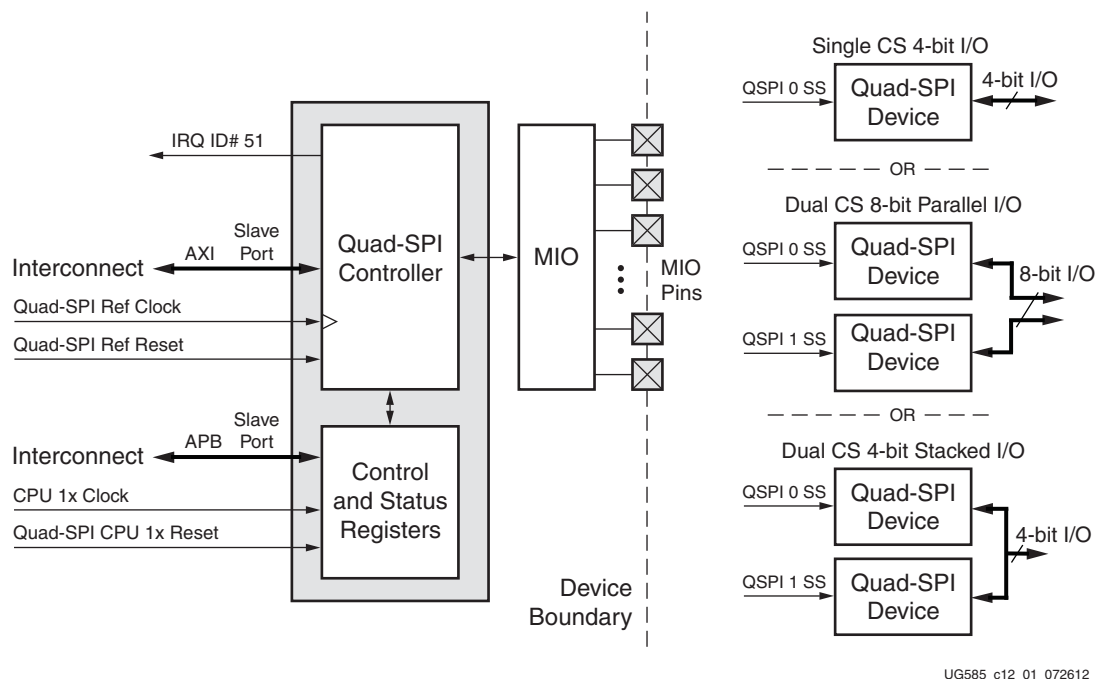 IRQ ID# 51
Interconnect
AXI
Slave
Port
Quad-SPI Ref Clock
Quad-SPI Ref Reset
Quad-SPI
Controller
Interconnect
APB
Slave
Port
CPU 1x Clock
Quad-SPI CPU 1x Reset
Control
and Status
Registers
MIO
MIO
Pins
Device
Boundary
Single CS 4-bit I/O
QSPI 0 SS
Quad-SPI
Device
4-bit I/O
OR
Dual CS 8-bit Parallel I/O
QSPI 0 SS
Quad-SPI
Device
8-bit I/O
QSPI 1 SS
Quad-SPI
Device
OR
Dual CS 4-bit Stacked I/O
QSPI 0 SS
Quad-SPI
Device
4-bit I/O
QSPI 1 SS
Quad-SPI
Device
UG585_c12_01_072612